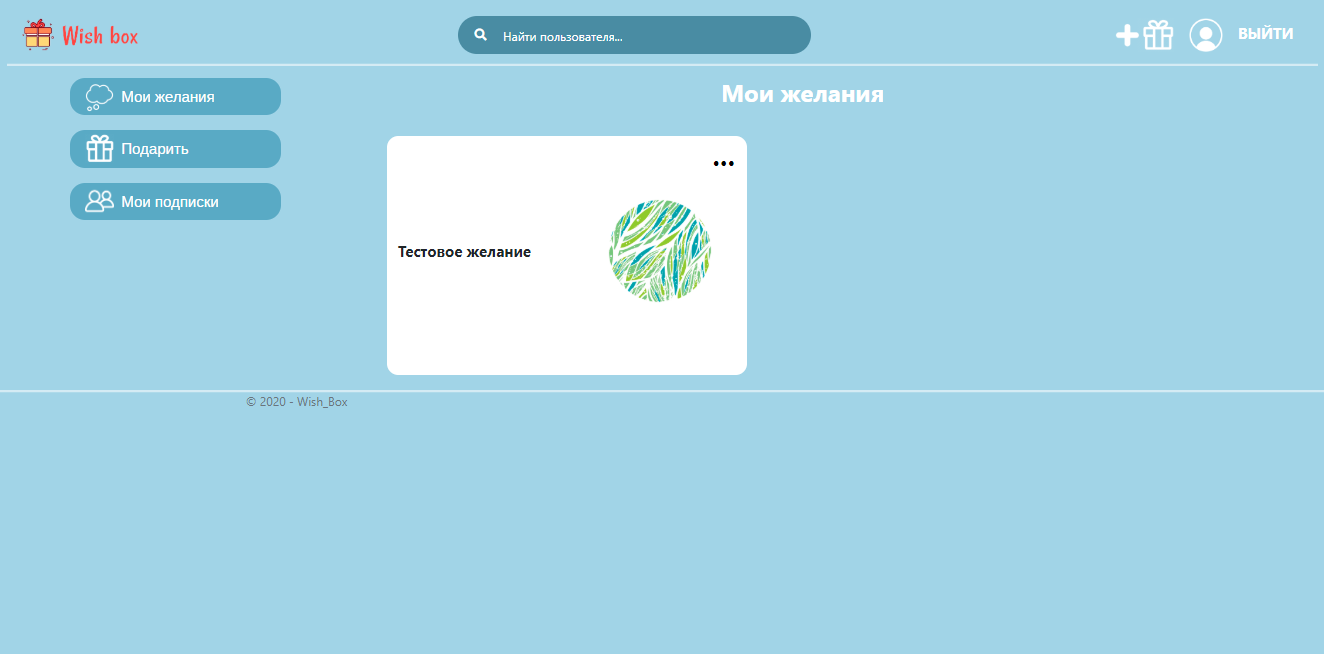 Wish box
Найти пользователя...
ВЫЙТИ
Мои желания
Подарить
Мои подписки
Мои желания
Тестовое желание
© 2020 - Wish_Box